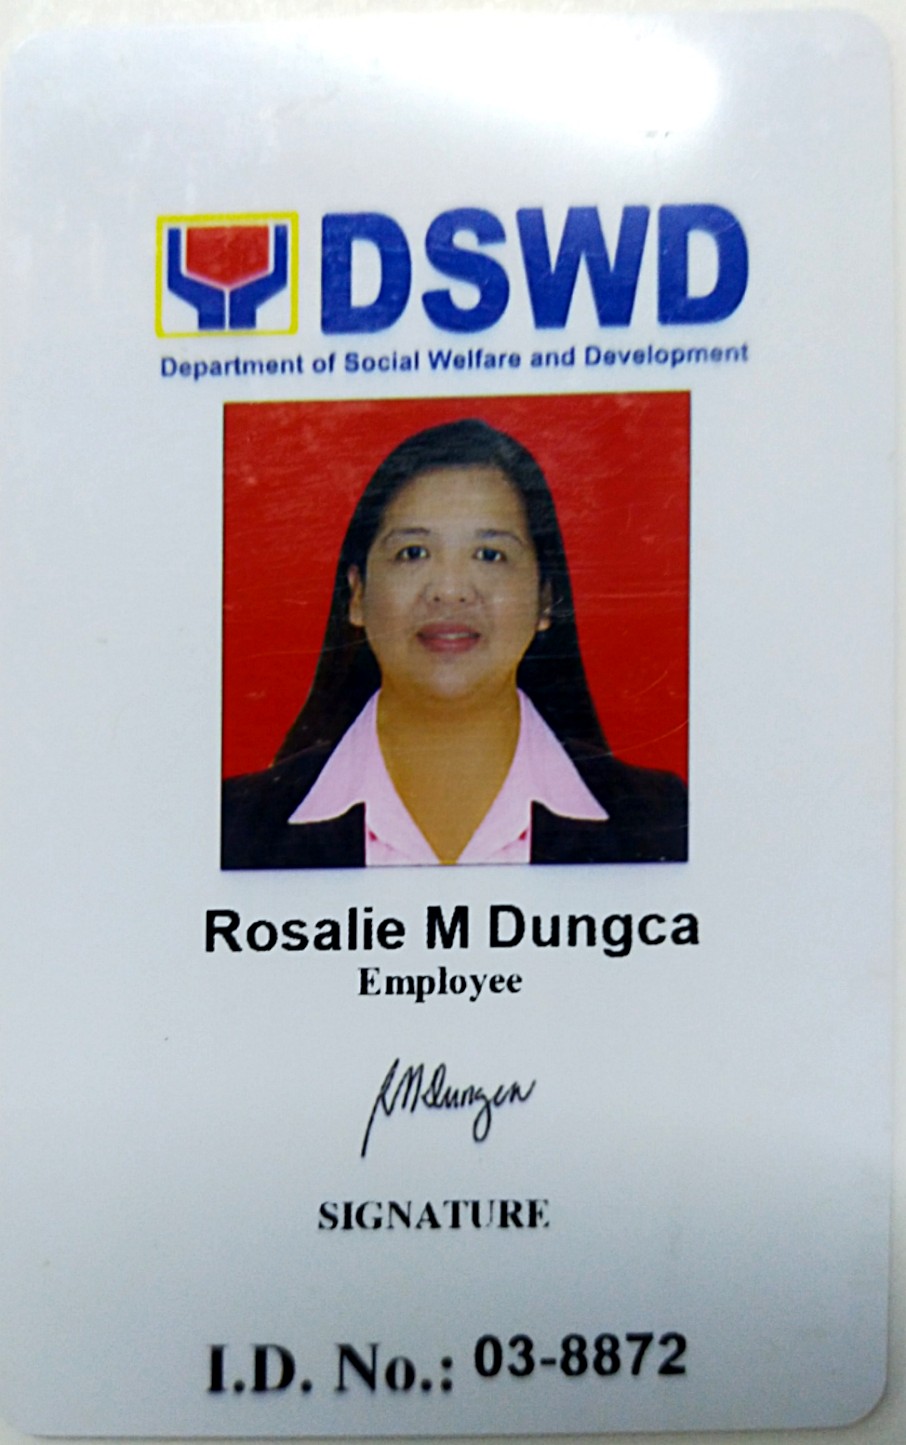 DSWD
Department of Social Welfare and Development
Rosalie M Dungca
Employee
RMDungca
SIGNATURE
I.D. No.: 03-8872